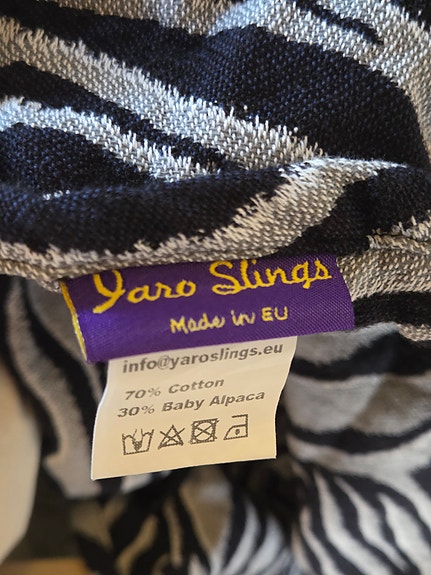 Yaro Slings
Made in EU
info@yaroslings.eu
70% Cotton
30% Baby Alpaca